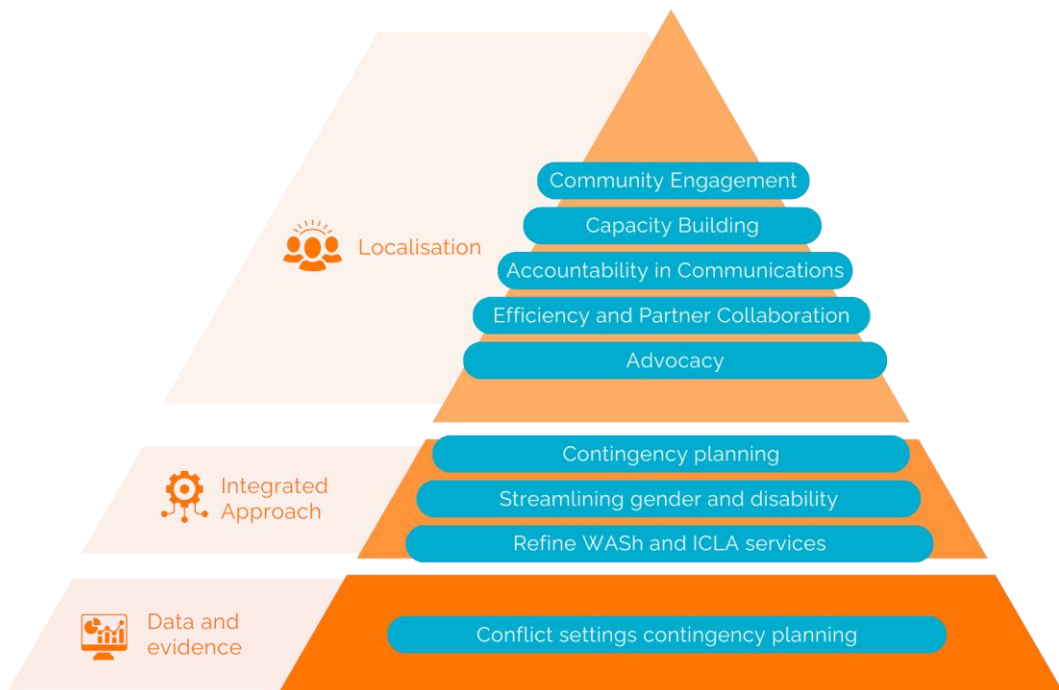 Community Engagement
Capacity Building
Localisation
Accountability in Communications
Efficiency and Partner Collaboration
Advocacy
Contingency planning
Integrated
Approach
Streamlining gender and disability
Refine WASh and ICLA services
Data and
evidence
Conflict settings contingency planning